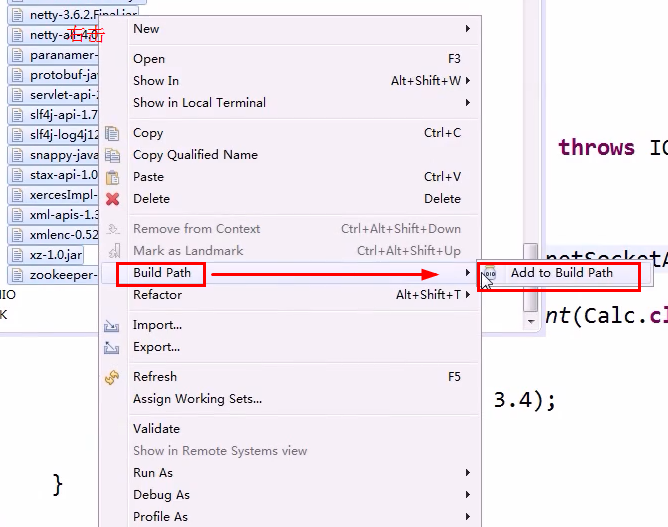 netty-3.6.2.Final.jar
netty-all-4.0
右击
paranamer-
protobuf-jav
servlet-api-2
slf4j-api-1.7
slf4j-log4j12
snappy-java
stax-api-1.0
xercesImpl-
xml-apis-1.3
xmlenc-0.52
xz-1.0.jar
zookeeper-
IO
K
New
Open F3
Show In Alt+Shift+W
Show in Local Terminal
Copy Ctrl+C
Copy Qualified Name
Paste Ctrl+V
Delete Delete
Remove from Context Ctrl+Alt+Shift+Down
Mark as Landmark Ctrl+Alt+Shift+Up
Build Path
Refactor Alt+Shift+T
Import...
Export...
Refresh F5
Assign Working Sets...
Validate
Show in Remote Systems view
Run As
Debug As
Profile As
Add to Build Path
throws IO
netSocketA
nt(Calc.cl
3.4);
}